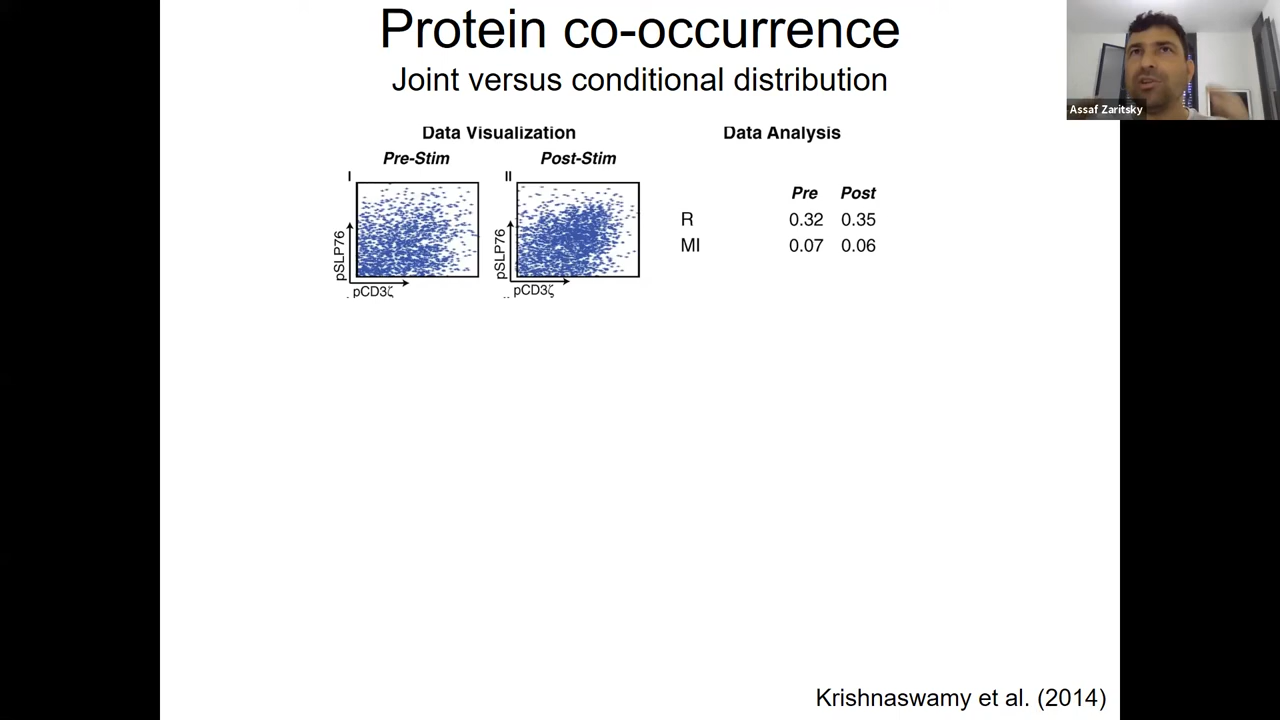 Protein co-occurrence
Joint versus conditional distribution
Assaf Zaritsky
Data Visualization
Data Analysis
Pre-Stim
Post-Stim
I
II
pSLP76
pCD3ζ
pSLP76
pCD3ζ
Pre Post
R 0.32 0.35
MI 0.07 0.06
Krishnaswamy et al. (2014)